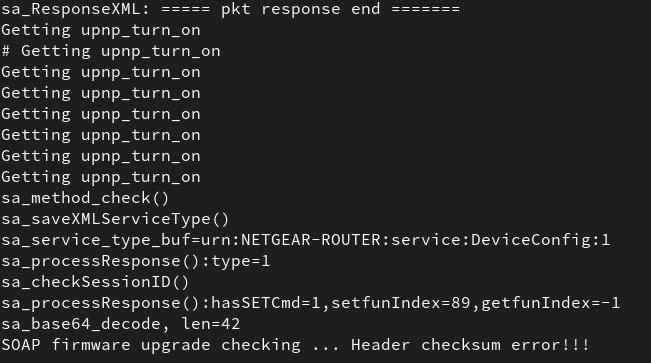 sa_ResponseXML: ===== pkt response end =======
Getting upnp_turn_on
# Getting upnp_turn_on
Getting upnp_turn_on
Getting upnp_turn_on
Getting upnp_turn_on
Getting upnp_turn_on
Getting upnp_turn_on
Getting upnp_turn_on
sa_method_check()
sa_saveXMLServiceType()
sa_service_type_buf=urn:NETGEAR-ROUTER:service:DeviceConfig:1
sa_processResponse():type=1
sa_checkSessionID()
sa_processResponse():hasSETCmd=1,setfunIndex=89,getfunIndex=-1
sa_base64_decode, len=42
SOAP firmware upgrade checking ... Header checksum error!!!